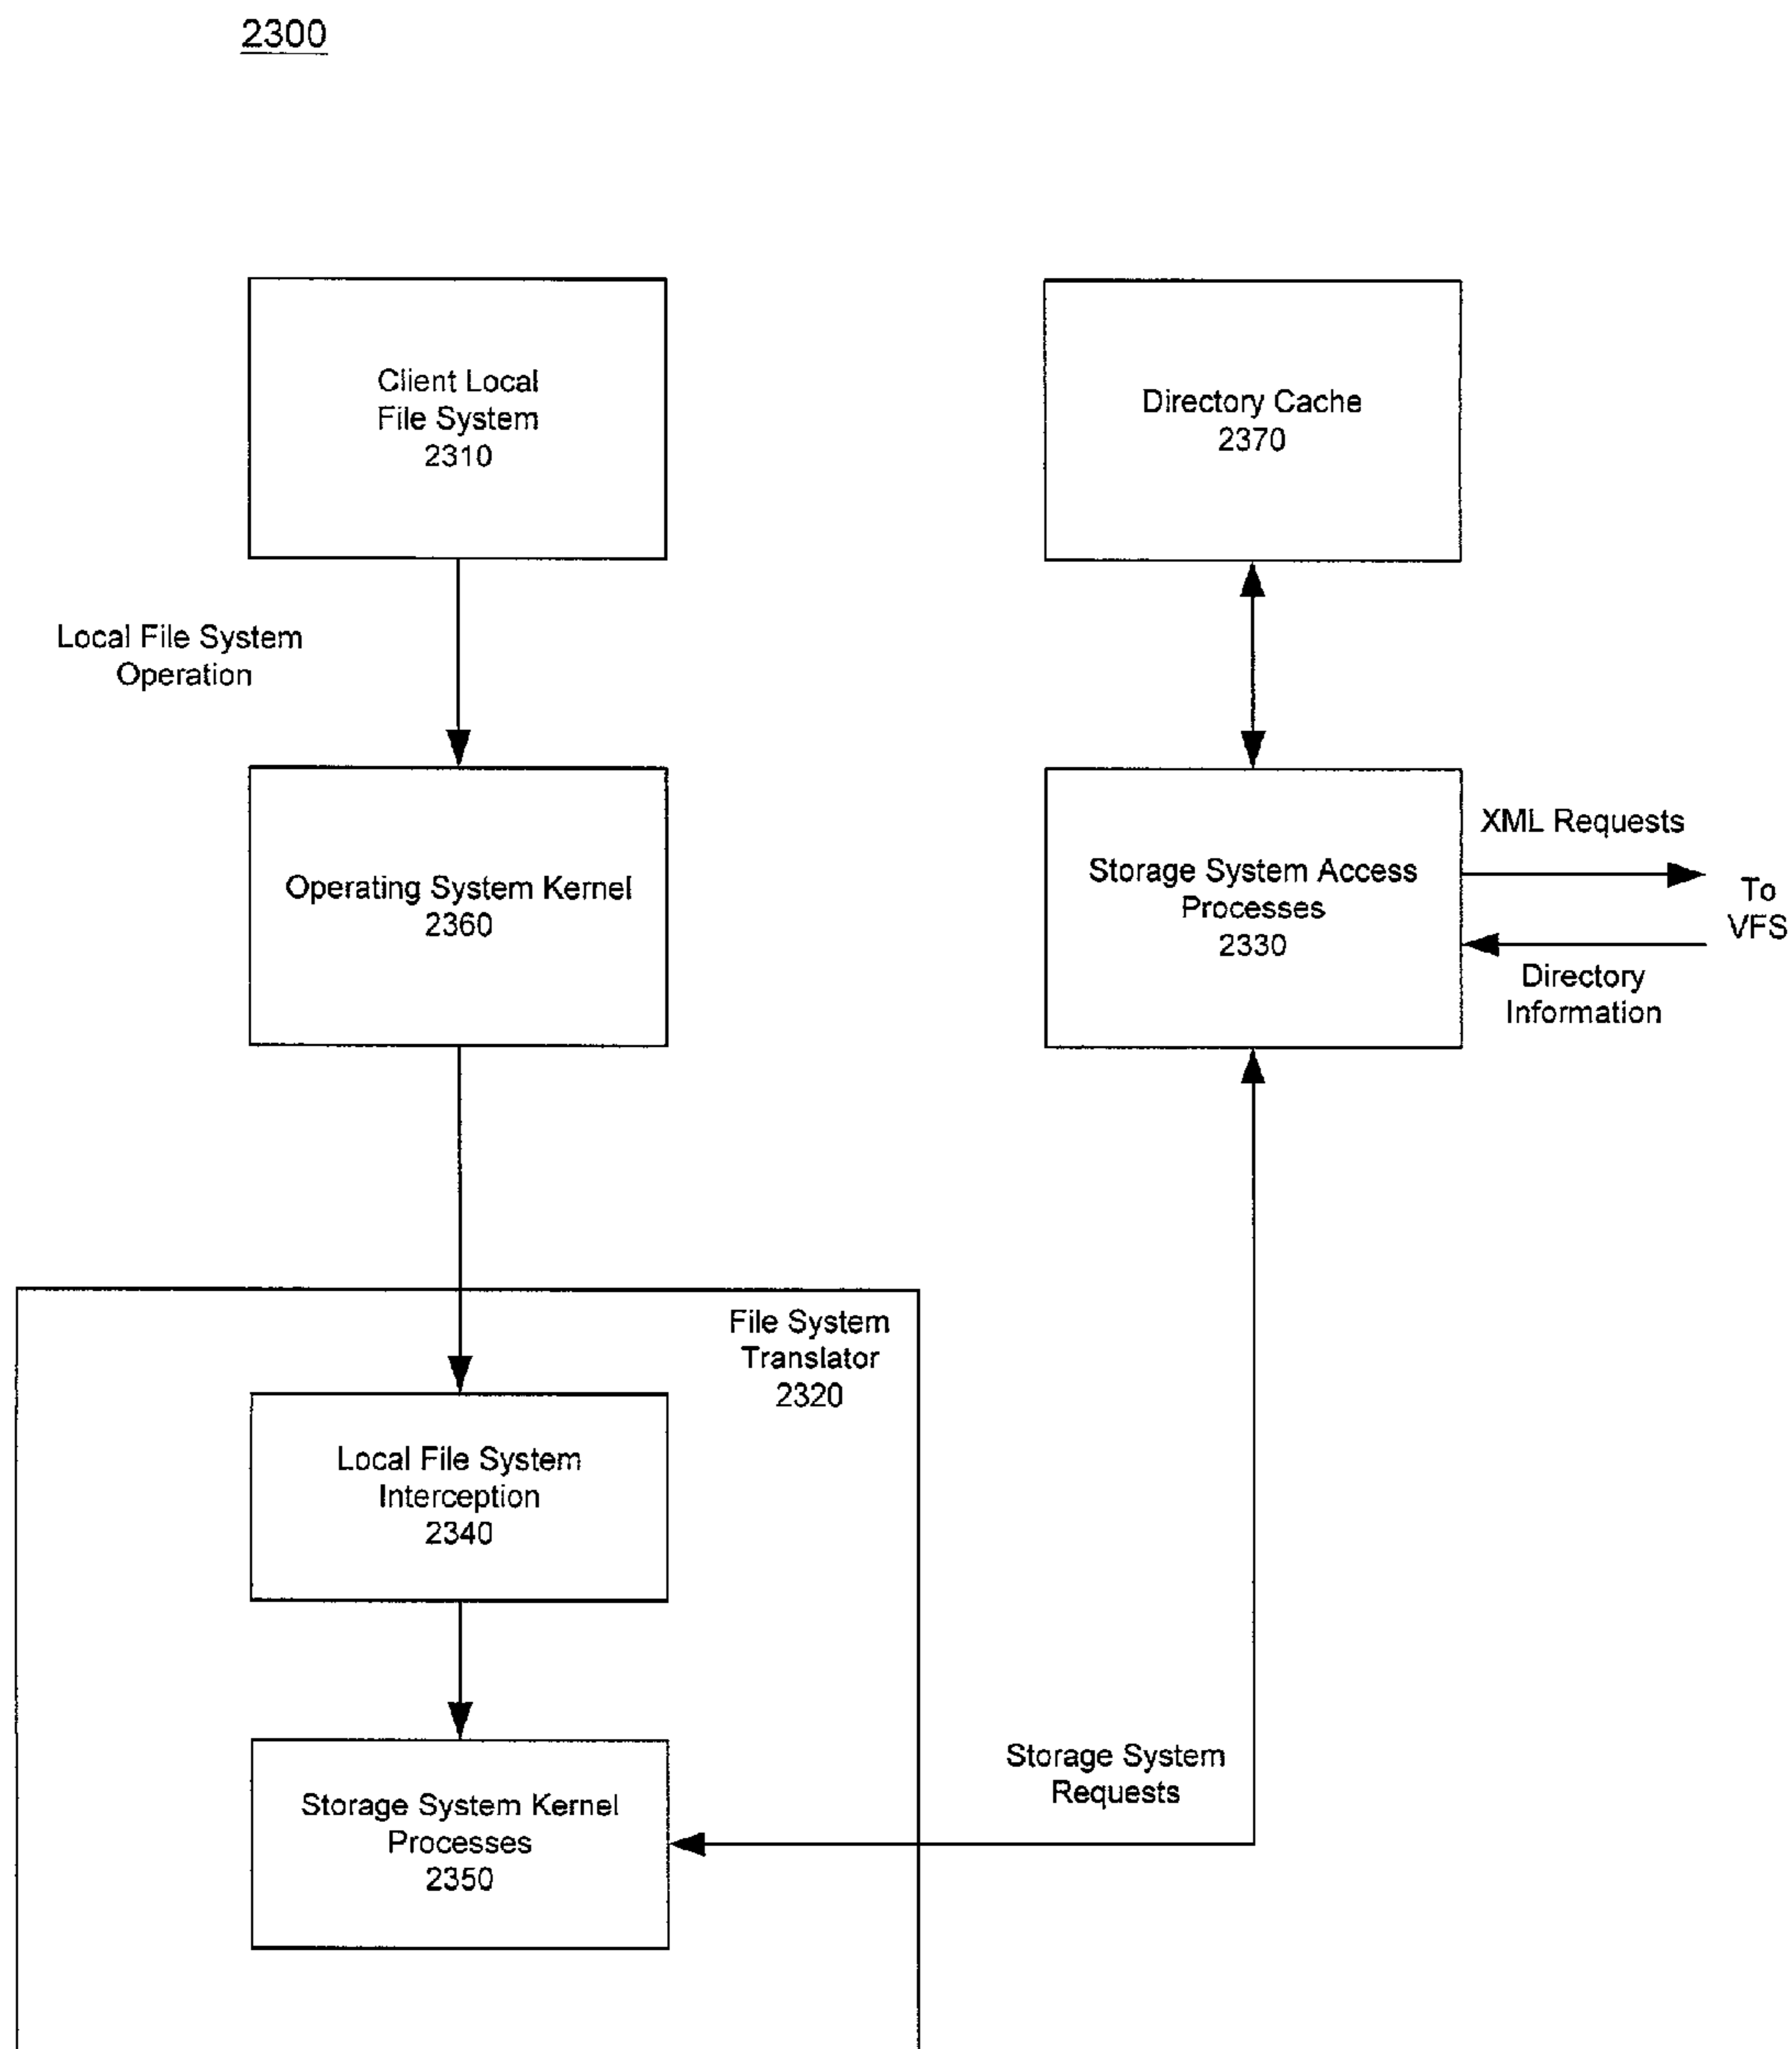 2300
Client Local
File System
2310
Directory Cache
2370
Local File System
Operation
Operating System Kernel
2360
Storage System Access
Processes
2330
XML Requests
To
VFS
Directory
Information
File System
Translator
2320
Local File System
Interception
2340
Storage System Kernel
Processes
2350
Storage System
Requests